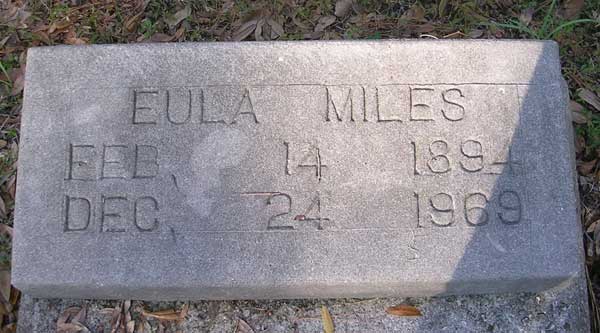 EULA MILES
FEB. 14 1894
DEC. 24 1969